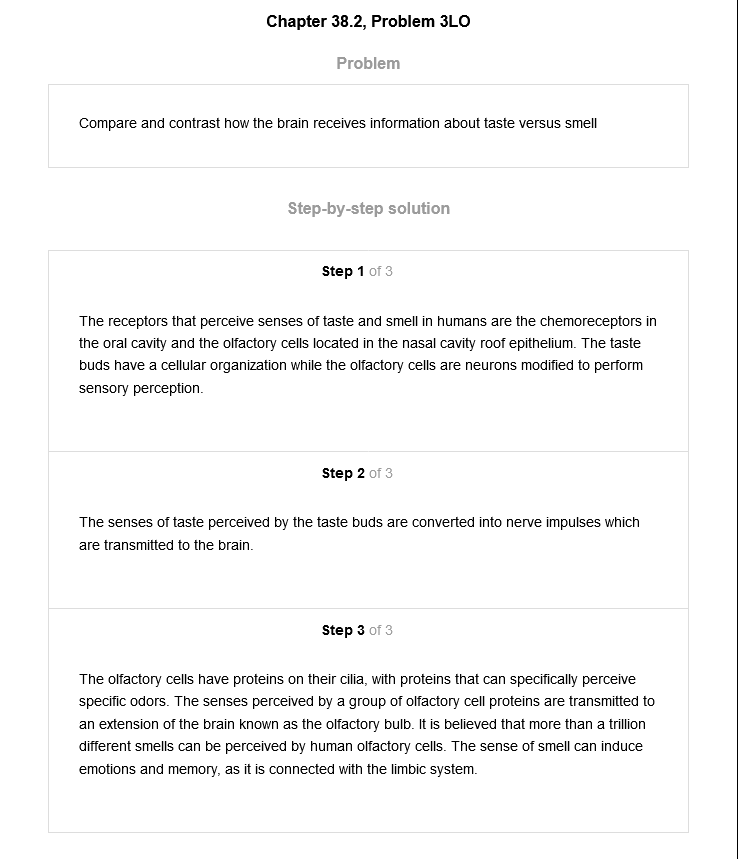 Chapter 38.2, Problem 3LO
Problem
Compare and contrast how the brain receives information about taste versus smell
Step-by-step solution
Step 1 of 3
The receptors that perceive senses of taste and smell in humans are the chemoreceptors in
the oral cavity and the olfactory cells located in the nasal cavity roof epithelium. The taste
buds have a cellular organization while the olfactory cells are neurons modified to perform
sensory perception.
Step 2 of 3
The senses of taste perceived by the taste buds are converted into nerve impulses which
are transmitted to the brain.
Step 3 of 3
The olfactory cells have proteins on their cilia, with proteins that can specifically perceive
specific odors. The senses perceived by a group of olfactory cell proteins are transmitted to
an extension of the brain known as the olfactory bulb. It is believed that more than a trillion
different smells can be perceived by human olfactory cells. The sense of smell can induce
emotions and memory, as it is connected with the limbic system.